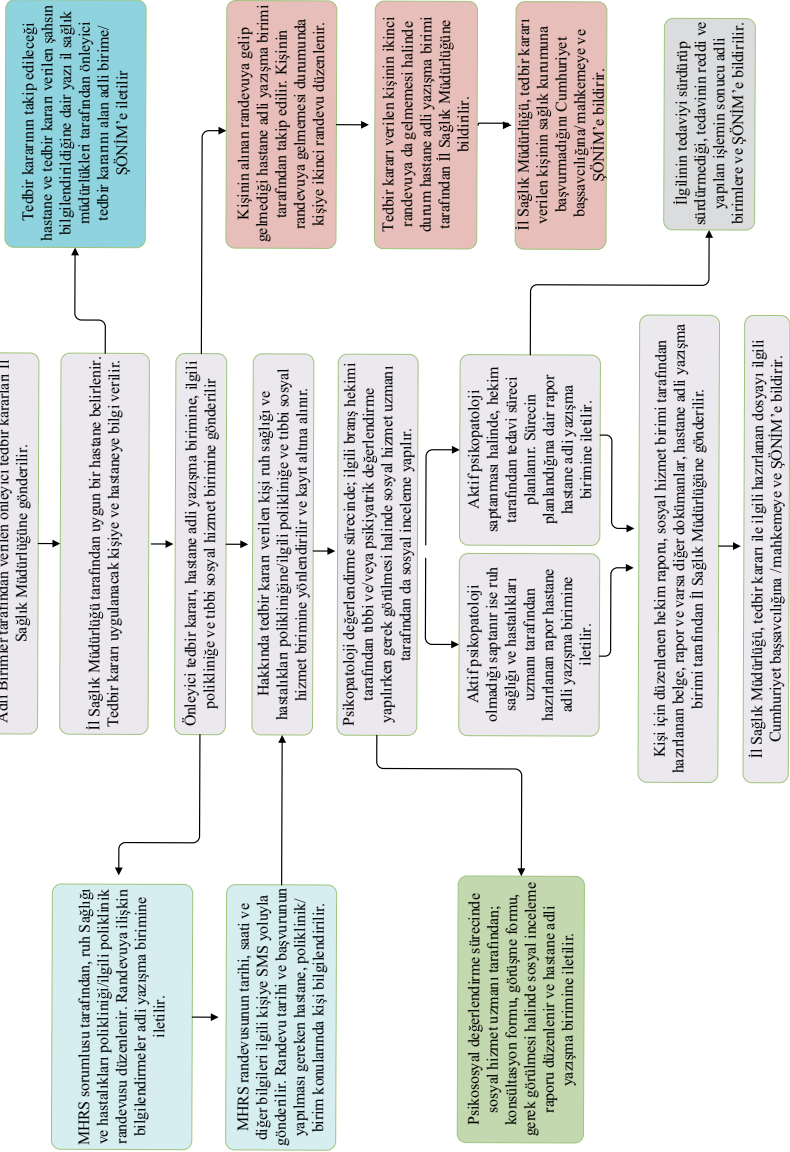 Adli Birimler tarafından verilen önleyici tedbir kararları İl
Sağlık Müdürlüğüne gönderilir.
İl Sağlık Müdürlüğü tarafından uygun bir hastane belirlenir.
Tedbir kararı uygulanacak kişiye ve hastaneye bilgi verilir.
Tedbir kararının takip edileceği
hastane ve tedbir kararı verilen şahsın
bilgilendirildiğine dair yazı il sağlık
müdürlükleri tarafından önleyici
tedbir kararını alan adli birime/
ŞÖNİM’e iletilir
Önleyici tedbir kararı, hastane adli yazışma birimine, ilgili
polikliniğe ve tıbbi sosyal hizmet birimine gönderilir
MHRS sorumlusu tarafından, ruh Sağlığı
ve hastalıkları polikliniği/ilgili poliklinik
randevusu düzenlenir. Randevuya ilişkin
bilgilendirmeler adli yazışma birimine
iletilir.
MHRS randevusunun tarihi, saati ve
diğer bilgileri ilgili kişiye SMS yoluyla
gönderilir. Randevu tarihi ve başvurunun
yapılması gereken hastane, poliklinik/
birim konularında kişi bilgilendirilir.
Kişinin alınan randevuya gelip
gelmediği hastane adli yazışma birimi
tarafından takip edilir. Kişinin
randevuya gelmemesi durumunda
kişiye ikinci randevu düzenlenir.
Tedbir kararı verilen kişinin ikinci
randevuya da gelmemesi halinde
durum hastane adli yazışma birimi
tarafından İl Sağlık Müdürlüğüne
bildirilir.
İl Sağlık Müdürlüğü, tedbir kararı
verilen kişinin sağlık kurumuna
başvurmadığını Cumhuriyet
başsavcılığına/mahkemeye ve
ŞÖNİM’e bildirir.
Hakkında tedbir kararı verilen kişi ruh sağlığı ve
hastalıkları polikliniğine/ilgili polikliniğe ve tıbbi sosyal
hizmet birimine yönlendirilir ve kayıt altına alınır.
Psikopatoloji değerlendirme sürecinde; ilgili branş hekimi
tarafından tıbbi ve/veya psikiyatrik değerlendirme
yapılırken gerek görülmesi halinde sosyal hizmet uzmanı
tarafından da sosyal inceleme yapılır.
Psikososyal değerlendirme sürecinde
sosyal hizmet uzmanı tarafından;
konsültasyon formu, görüşme formu,
gerek görülmesi halinde sosyal inceleme
raporu düzenlenir ve hastane adli
yazışma birimine iletilir.
Aktif psikopatoloji
olmadığı saptanır ise ruh
sağlığı ve hastalıkları
uzmanı tarafından
hazırlanan rapor hastane
adli yazışma birimine
iletilir.
Aktif psikopatoloji
saptanması halinde, hekim
tarafından tedavi süreci
planlanır. Sürecin
planlandığına dair rapor
hastane adli yazışma
birimine iletilir.
İlgilinin tedaviyi sürdürüp
sürdürmediği, tedavinin reddi ve
yapılan işlemin sonucu adli
birimlere ve ŞÖNİM’e bildirilir.
Kişi için düzenlenen hekim raporu, sosyal hizmet birimi tarafından
hazırlanan belge, rapor ve varsa diğer dokümanlar, hastane adli yazışma
birimi tarafından İl Sağlık Müdürlüğüne gönderilir.
İl Sağlık Müdürlüğü, tedbir kararı ile ilgili hazırlanan dosyayı ilgili
Cumhuriyet başsavcılığına /mahkemeye ve ŞÖNİM’e bildirir.